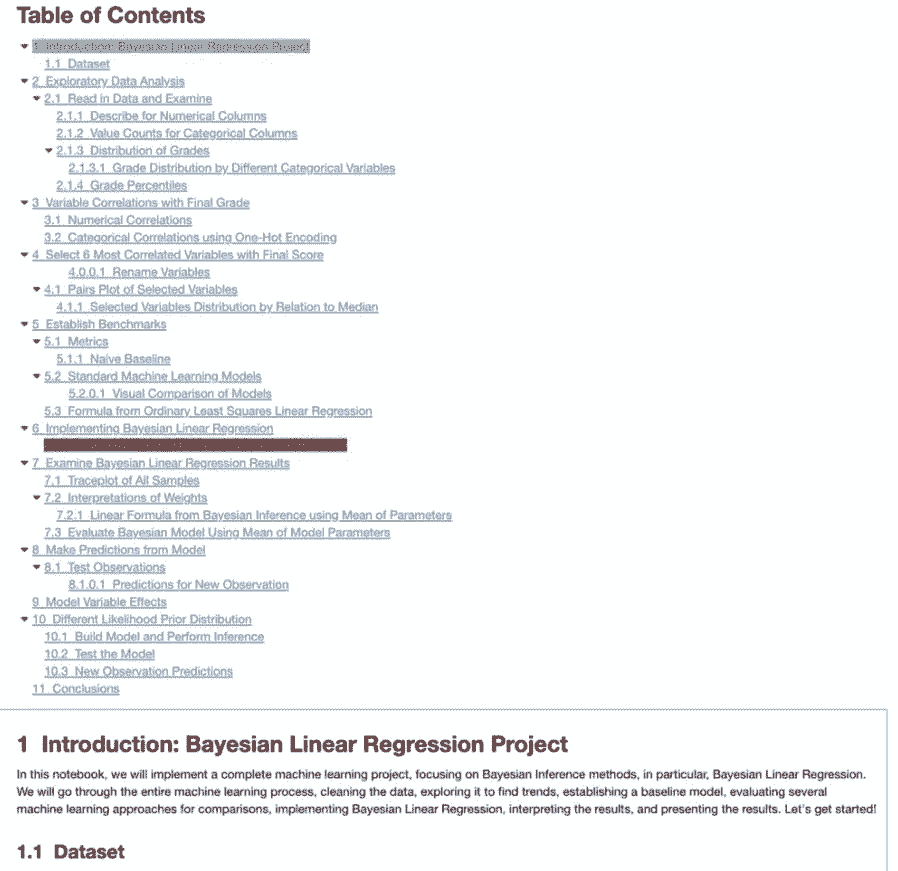 Table of Contents
1 Introduction: Bayesian Linear Regression Project
1.1 Dataset
2 Exploratory Data Analysis
2.1 Read in Data and Examine
2.1.1 Describe for Numerical Columns
2.1.2 Value Counts for Categorical Columns
2.1.3 Distribution of Grades
2.1.3.1 Grade Distribution by Different Categorical Variables
2.1.4 Grade Percentiles
3 Variable Correlations with Final Grade
3.1 Numerical Correlations
3.2 Categorical Correlations using One-Hot Encoding
4 Select 6 Most Correlated Variables with Final Score
4.0.0.1 Rename Variables
4.1 Pairs Plot of Selected Variables
4.1.1 Selected Variables Distribution by Relation to Median
5 Establish Benchmarks
5.1 Metrics
5.1.1 Naive Baseline
5.2 Standard Machine Learning Models
5.2.0.1 Visual Comparison of Models
5.3 Formula from Ordinary Least Squares Linear Regression
6 Implementing Bayesian Linear Regression
7 Examine Bayesian Linear Regression Results
7.1 Traceplot of All Samples
7.2 Interpretations of Weights
7.2.1 Linear Formula from Bayesian Inference using Mean of Parameters
7.3 Evaluate Bayesian Model Using Mean of Model Parameters
8 Make Predictions from Model
8.1 Test Observations
8.1.0.1 Predictions for New Observation
9 Model Variable Effects
10 Different Likelihood Prior Distribution
10.1 Build Model and Perform Inference
10.2 Test the Model
10.3 New Observation Predictions
11 Conclusions
1 Introduction: Bayesian Linear Regression Project
In this notebook, we will implement a complete machine learning project, focusing on Bayesian Inference methods, in particular, Bayesian Linear Regression.
We will go through the entire machine learning process, cleaning the data, exploring it to find trends, establishing a baseline model, evaluating several
machine learning approaches for comparisons, implementing Bayesian Linear Regression, interpreting the results, and presenting the results. Let's get started!
1.1 Dataset